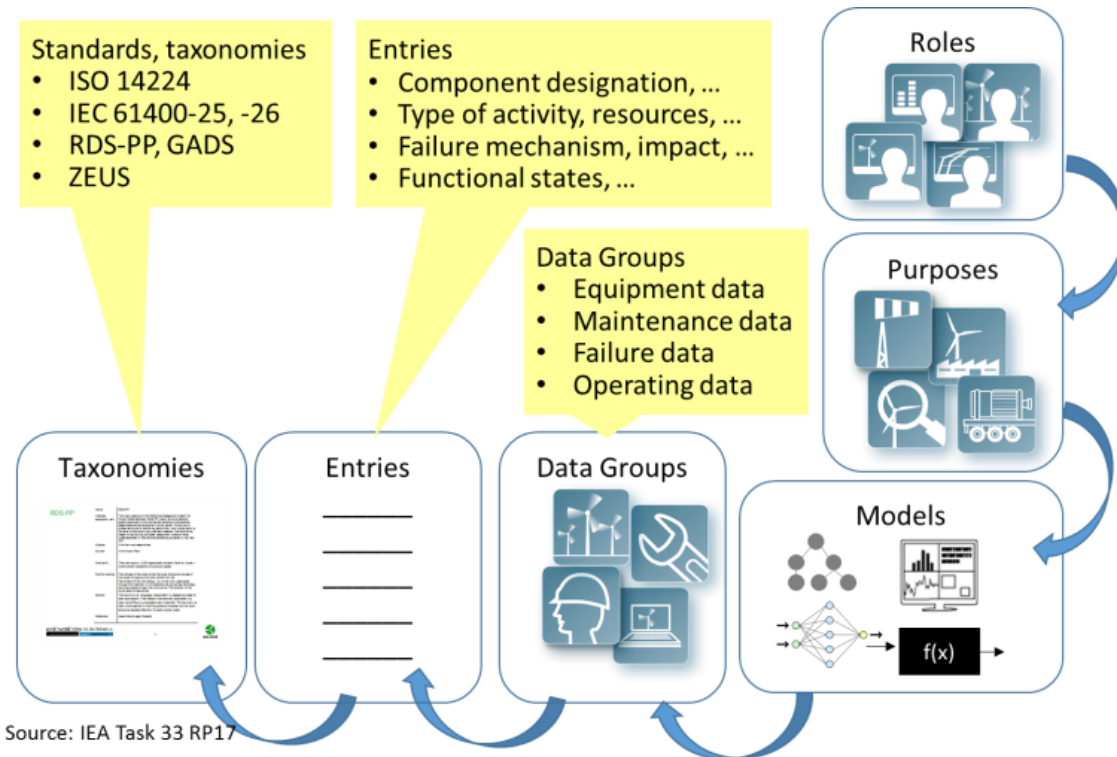 Standards, taxonomies
• ISO 14224
• IEC 61400-25, -26
• RDS-PP, GADS
• ZEUS
Entries
• Component designation, ...
• Type of activity, resources, ...
• Failure mechanism, impact, ...
• Functional states, ...
Roles
Data Groups
• Equipment data
• Maintenance data
• Failure data
• Operating data
Purposes
Taxonomies
RDS-PP
Entries
Data Groups
Models
f(x)
Source: IEA Task 33 RP17